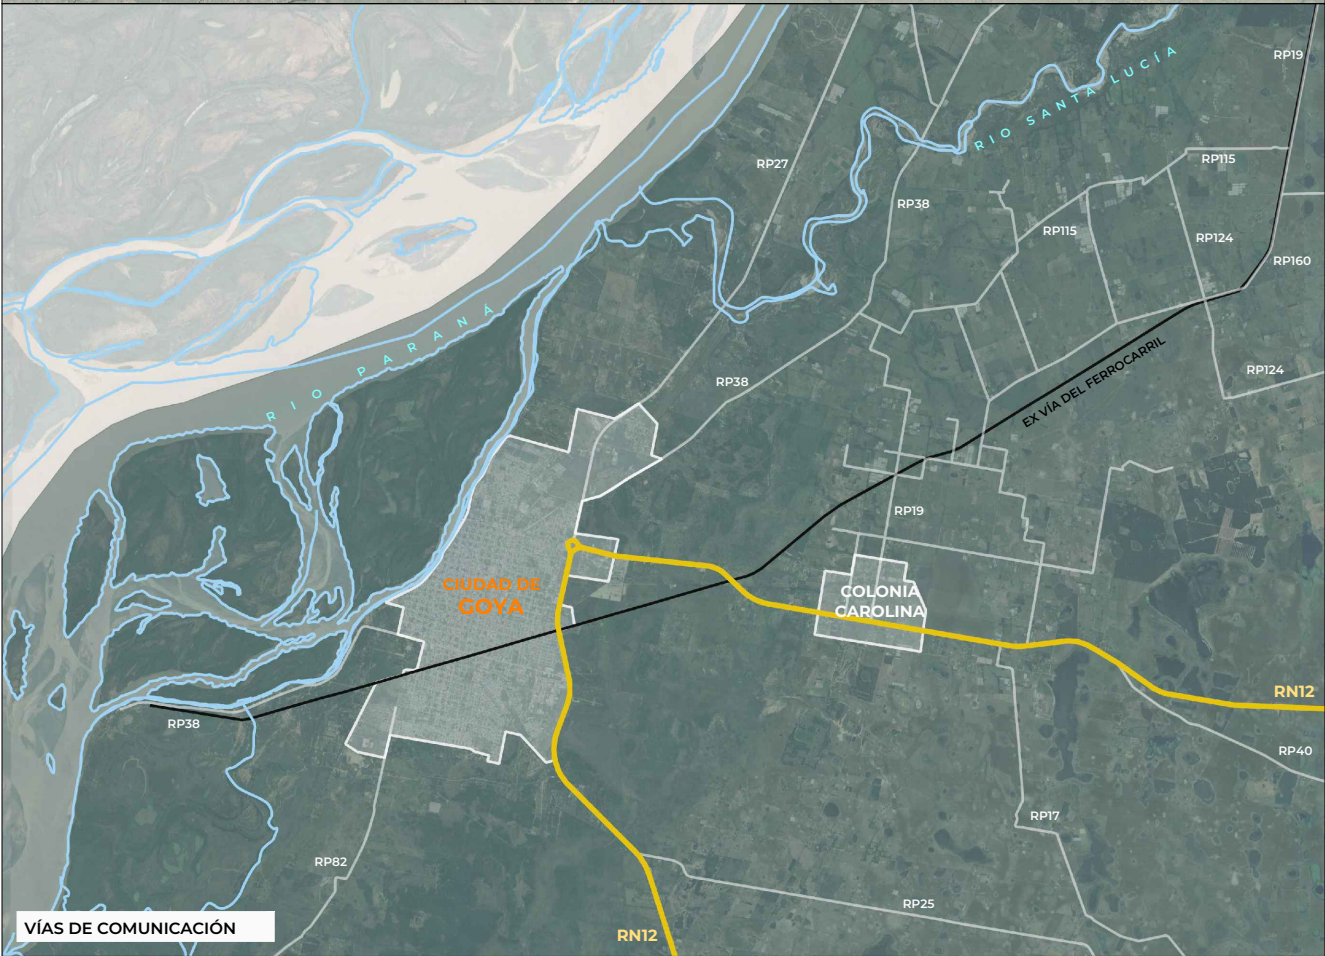 RP19
RIO SANTA LUCÍA
RP27
RP115
RP38
RP115
RP124
RP160
RIO PARANÁ
EX VÍA DEL FERROCARRIL
RP38
RP124
RP19
CIUDAD DE
GOYA
COLONIA
CAROLINA
RN12
RP38
RP40
RP17
RP82
RP25
VÍAS DE COMUNICACIÓN
RN12